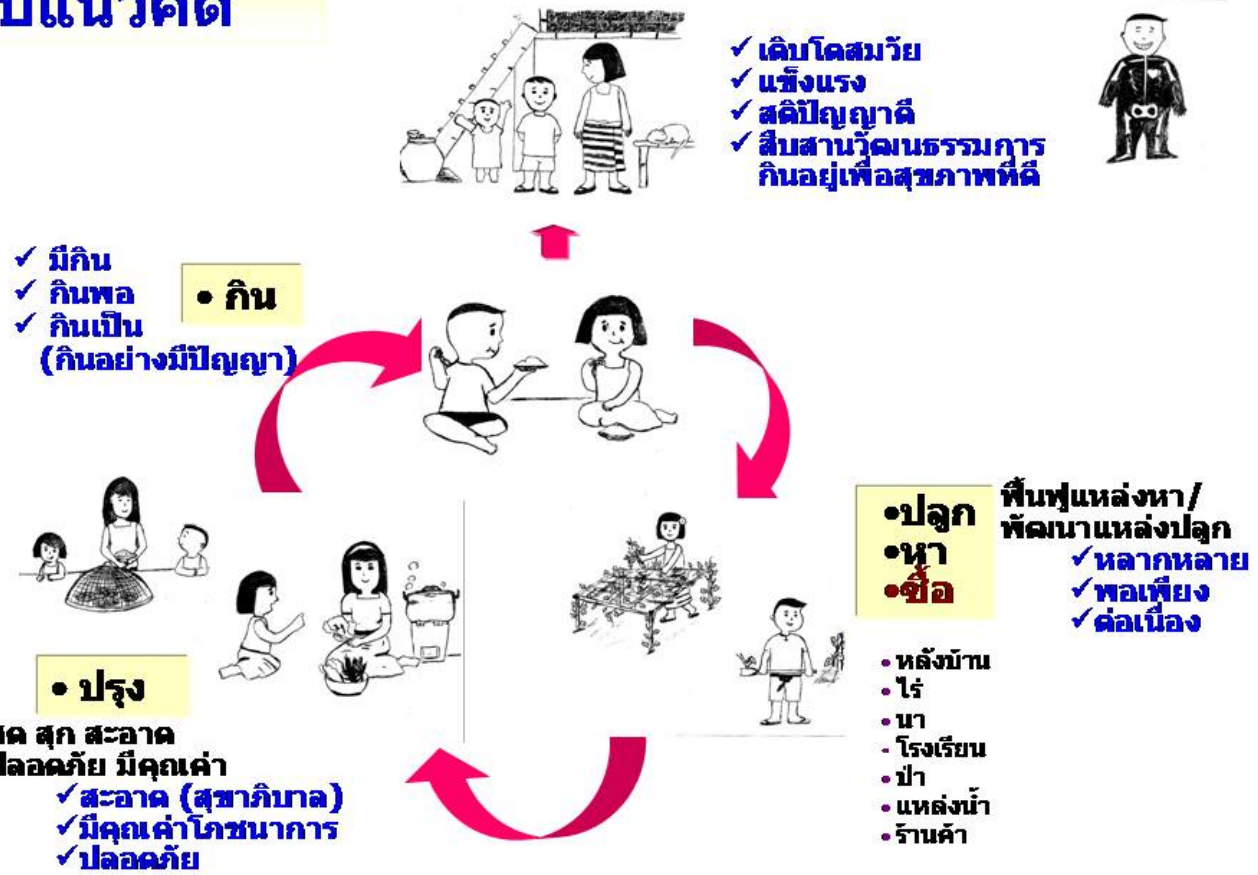 บแนวคิด
✓ เติบโตสมวัย
✓ แข็งแรง
✓ สติปัญญาดี
✓ สืบสานวัฒนธรรมการ
กินอยู่เพื่อสุขภาพที่ดี
✓ มีกิน
✓ กินพอ
✓ กินเป็น
(กินอย่างมีปัญญา)
• กิน
•ปลูก
•หา
•ซื้อ
ฟื้นฟูแหล่งหา/
พัฒนาแหล่งปลูก
✓หลากหลาย
✓พอเพียง
✓ต่อเนื่อง
• หลังบ้าน
• ไร่
• นา
- โรงเรียน
• ป่า
• แหล่งน้ำ
• ร้านค้า
• ปรุง
สด สุก สะอาด
ปลอดภัย มีคุณค่า
✓สะอาด (สุขาภิบาล)
✓มีคุณค่าโภชนาการ
✓ปลอดภัย